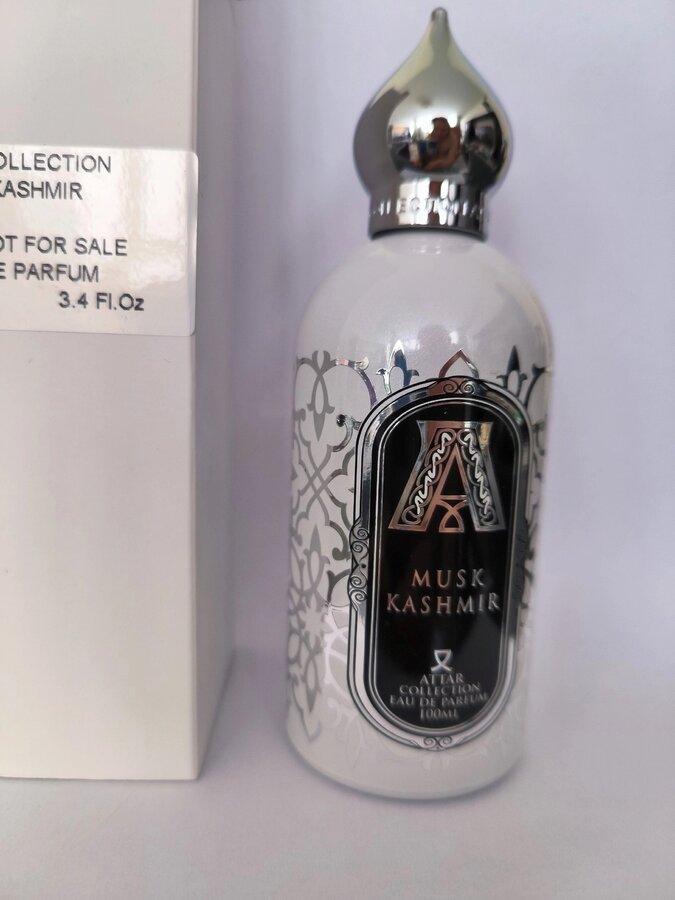 OLLECTION
KASHMIR
OT FOR SALE
E PARFUM
3.4 Fl.Oz
A
MUSK
KASHMIR
ATTAR
COLLECTION
EAU DE PARFUM
100ML